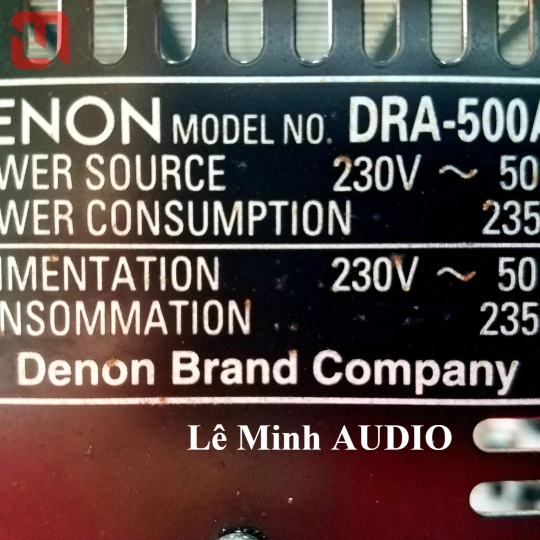 ENON MODEL NO. DRA-500A
WER SOURCE 230V ~ 50
WER CONSUMPTION 235
IMENTATION 230V ~ 50
NSOMMATION 235
Denon Brand Company
Lê Minh AUDIO